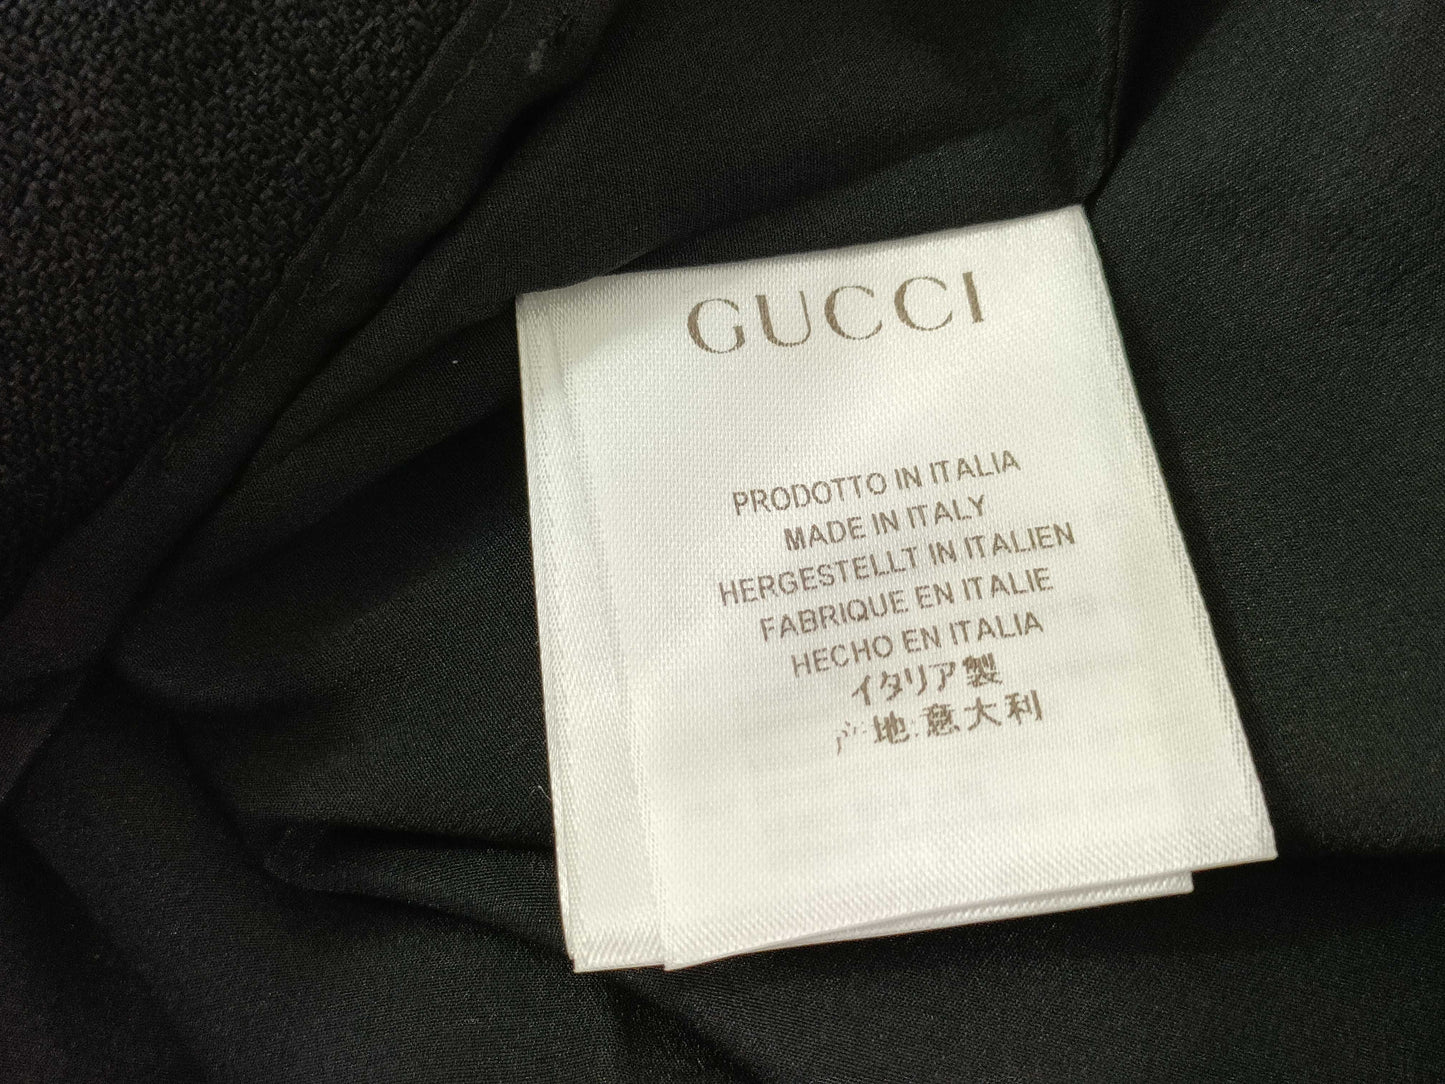 GUCCI
PRODOTTO IN ITALIA
MADE IN ITALY
HERGESTELLT IN ITALIEN
FABRIQUE EN ITALIE
HECHO EN ITALIA
イタリア製
产地:意大利